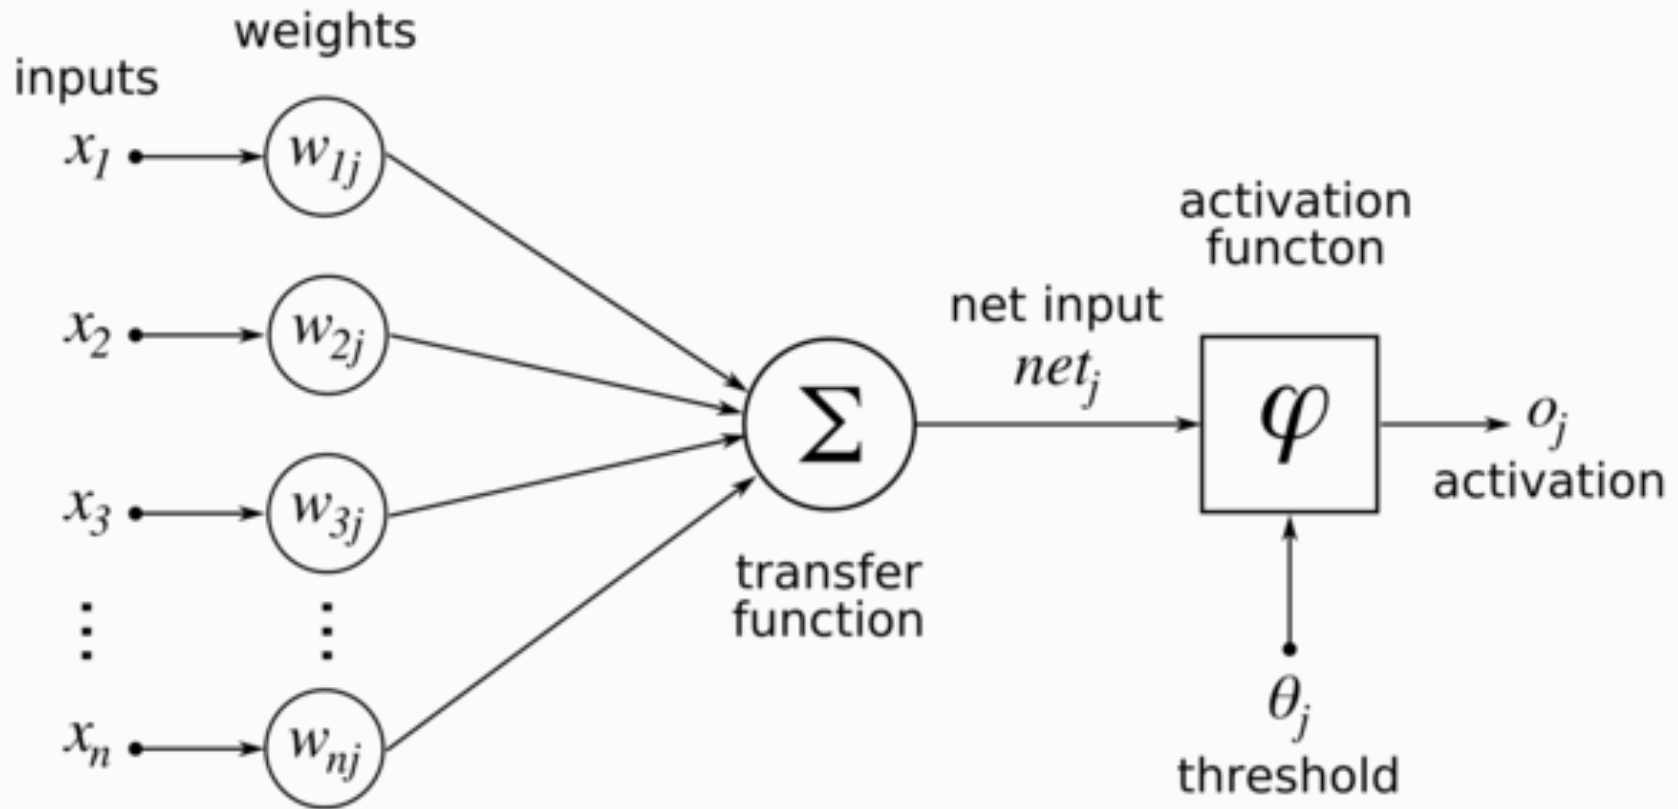 weights
inputs
x1
w1j
x2
w2j
x3
w3j
⋮ ⋮
xn
wnj
Σ
transfer
function
net input
netj
activation
functon
φ
oj
activation
θj
threshold